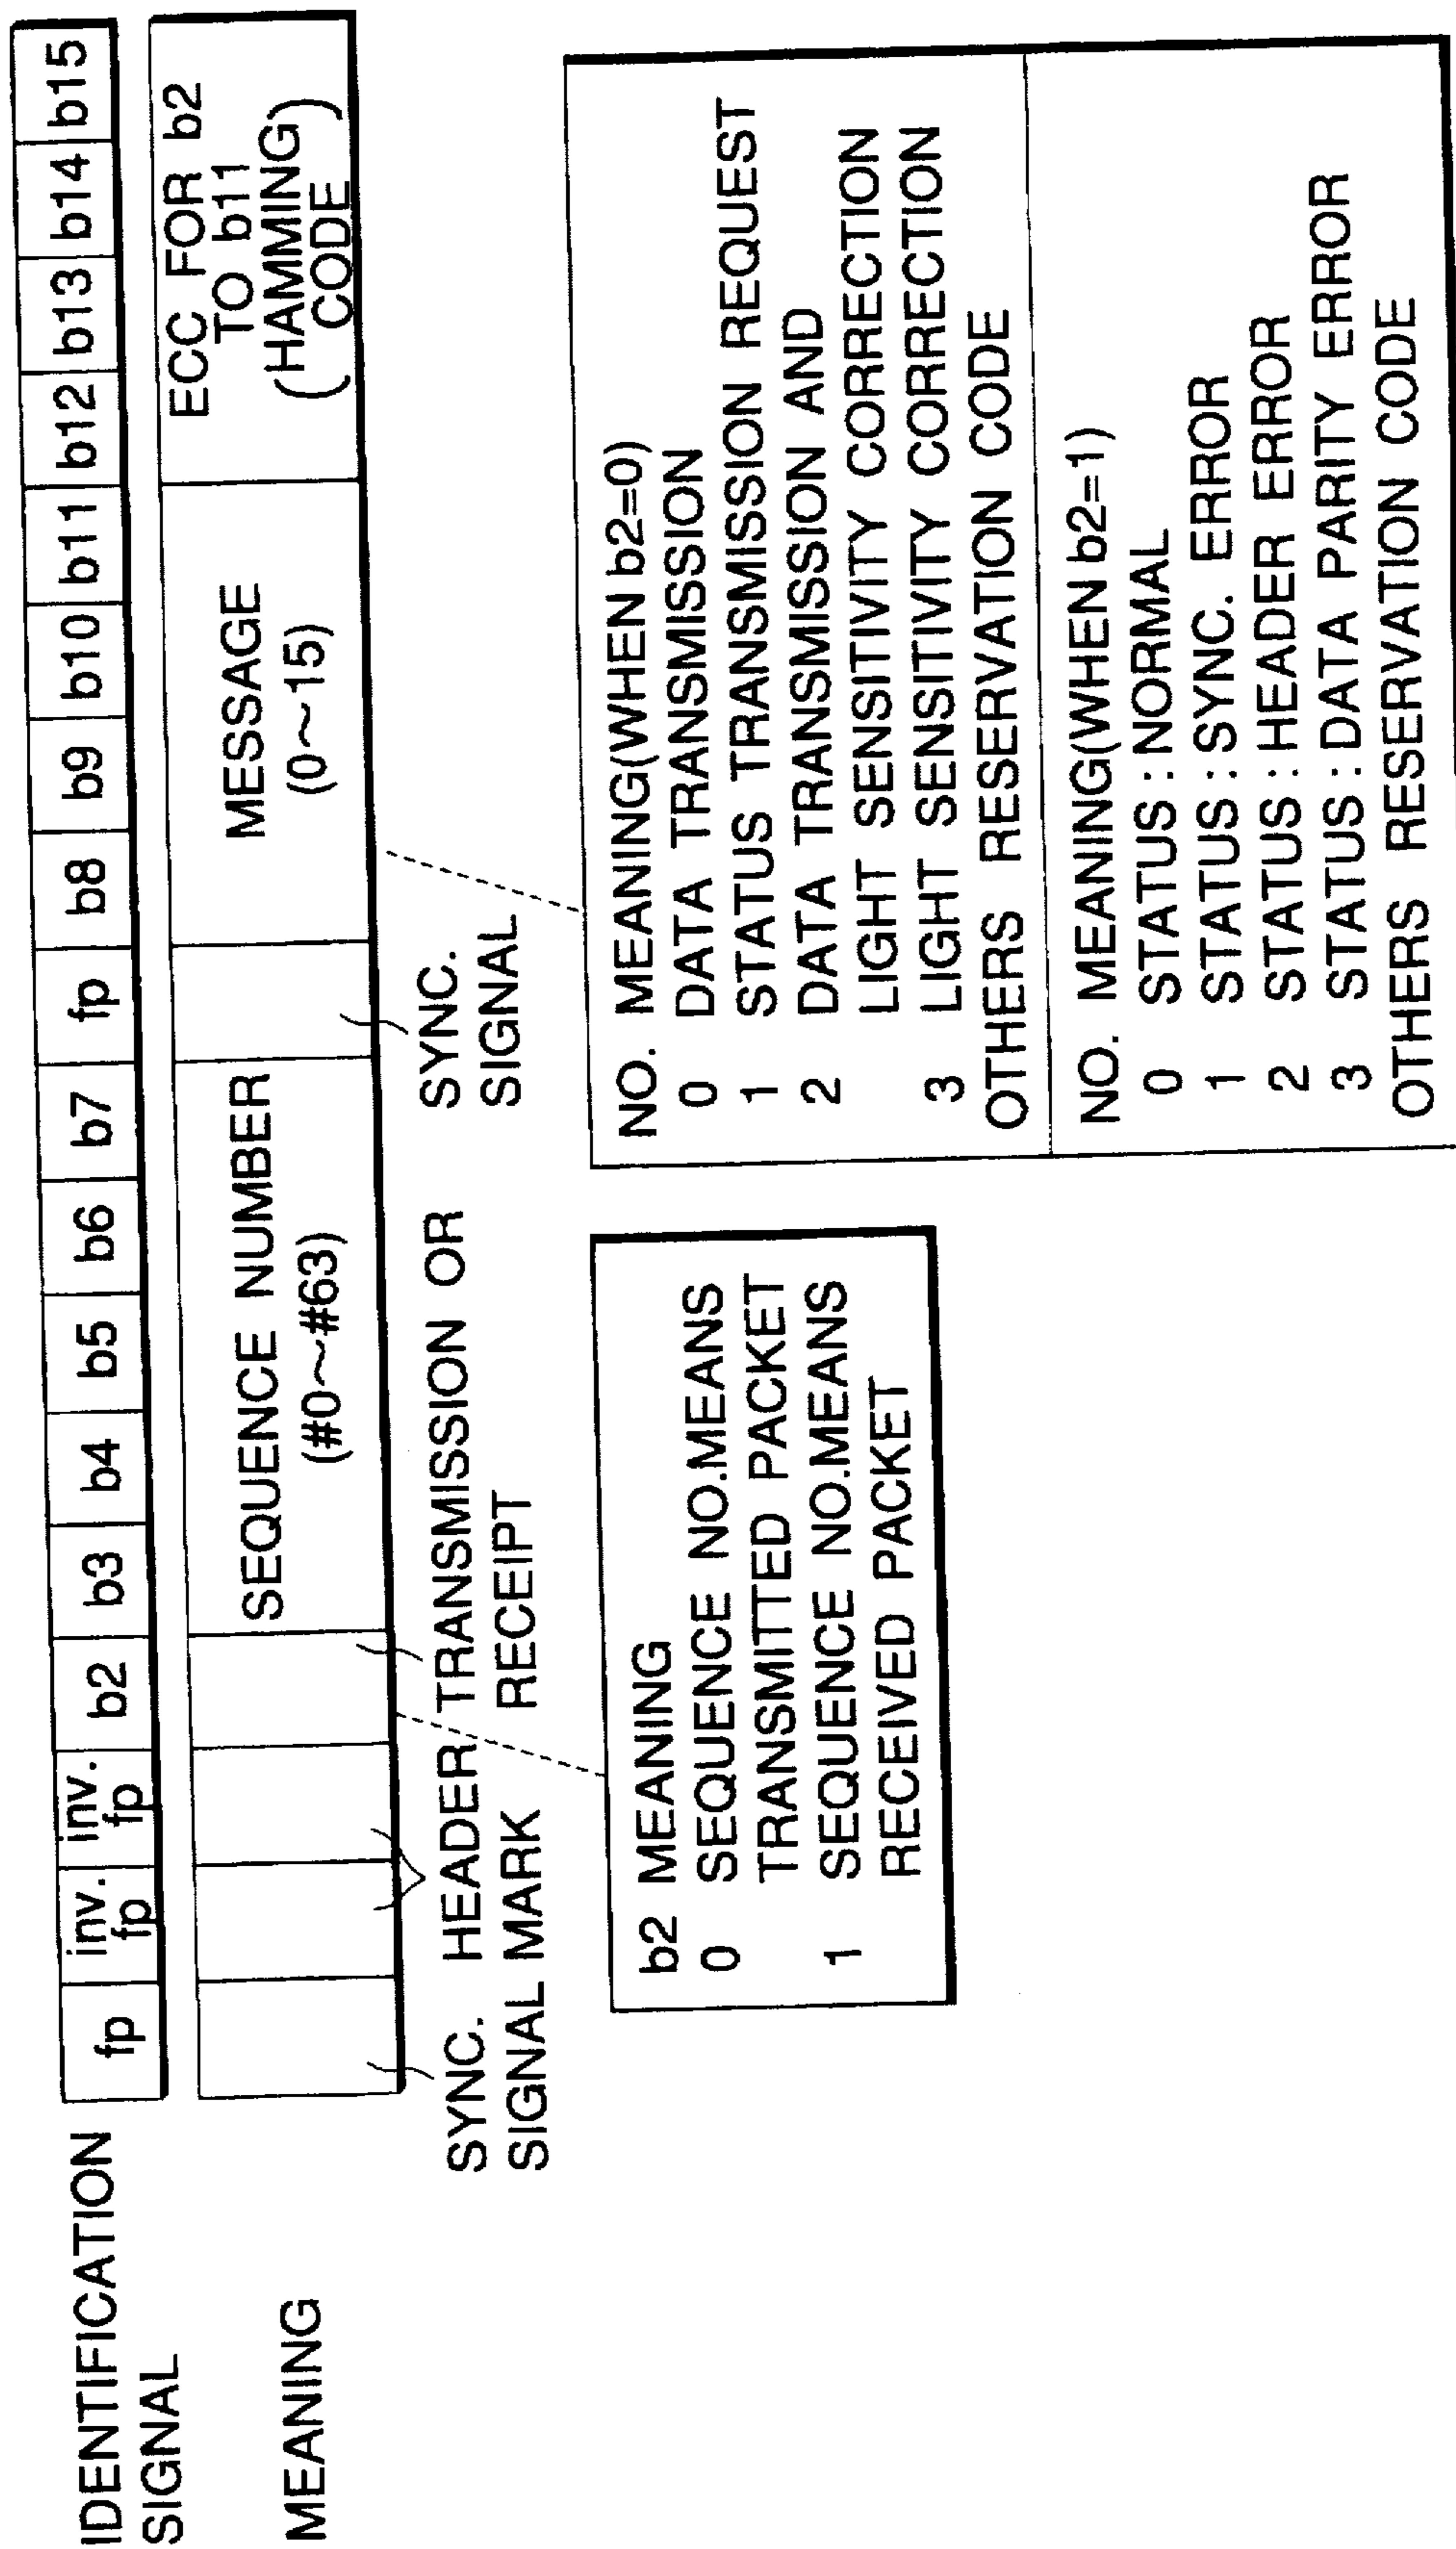 IDENTIFICATION
SIGNAL
fp
inv.
fp
inv.
fp
b2
b3
b4
b5
b6
b7
fp
b8
b9
b10
b11
b12
b13
b14
b15
MEANING
SEQUENCE NUMBER
(#0~#63)
MESSAGE
(0~15)
ECC FOR b2
TO b11
(HAMMING)
( CODE )
SYNC.
SIGNAL
HEADER
MARK
TRANSMISSION OR
RECEIPT
SYNC.
SIGNAL
b2 MEANING
0 SEQUENCE NO.MEANS
TRANSMITTED PACKET
1 SEQUENCE NO.MEANS
RECEIVED PACKET
NO. MEANING(WHEN b2=0)
0 DATA TRANSMISSION
1 STATUS TRANSMISSION REQUEST
2 DATA TRANSMISSION AND
LIGHT SENSITIVITY CORRECTION
3 LIGHT SENSITIVITY CORRECTION
OTHERS RESERVATION CODE
NO. MEANING(WHEN b2=1)
0 STATUS : NORMAL
1 STATUS : SYNC. ERROR
2 STATUS : HEADER ERROR
3 STATUS : DATA PARITY ERROR
OTHERS RESERVATION CODE